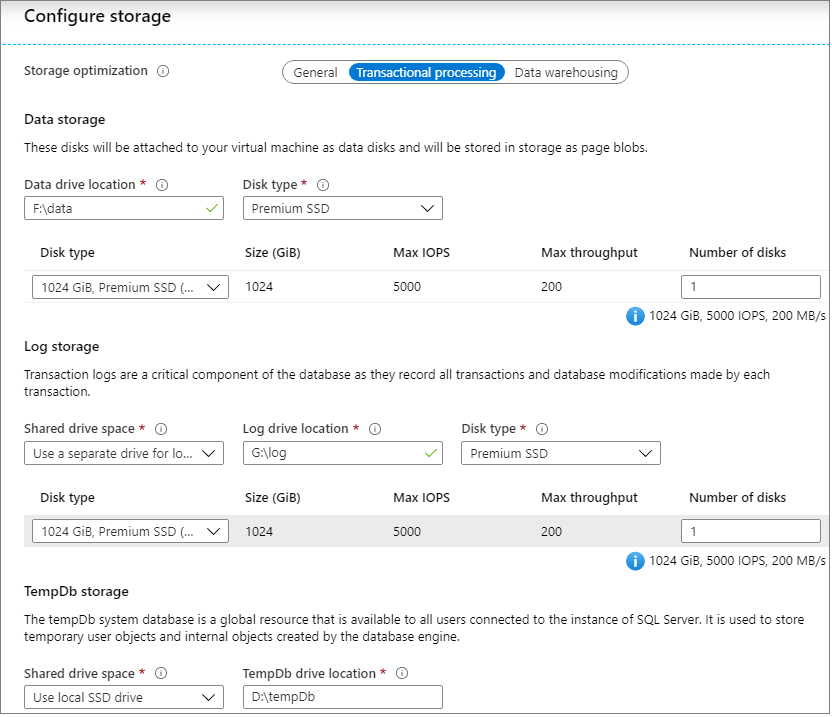 Configure storage
Storage optimization
General Transactional processing Data warehousing
Data storage
These disks will be attached to your virtual machine as data disks and will be stored in storage as page blobs.
Data drive location * Disk type *
F:\data Premium SSD
Disk type Size (GiB) Max IOPS Max throughput Number of disks
1024 GiB, Premium SSD (... 1024 5000 200 1
1024 GiB, 5000 IOPS, 200 MB/s
Log storage
Transaction logs are a critical component of the database as they record all transactions and database modifications made by each
transaction.
Shared drive space * Log drive location * Disk type *
Use a separate drive for lo... G:\log Premium SSD
Disk type Size (GiB) Max IOPS Max throughput Number of disks
1024 GiB, Premium SSD (... 1024 5000 200 1
1024 GiB, 5000 IOPS, 200 MB/s
TempDb storage
The tempDb system database is a global resource that is available to all users connected to the instance of SQL Server. It is used to store
temporary user objects and internal objects created by the database engine.
Shared drive space * TempDb drive location *
Use local SSD drive D:\tempDb